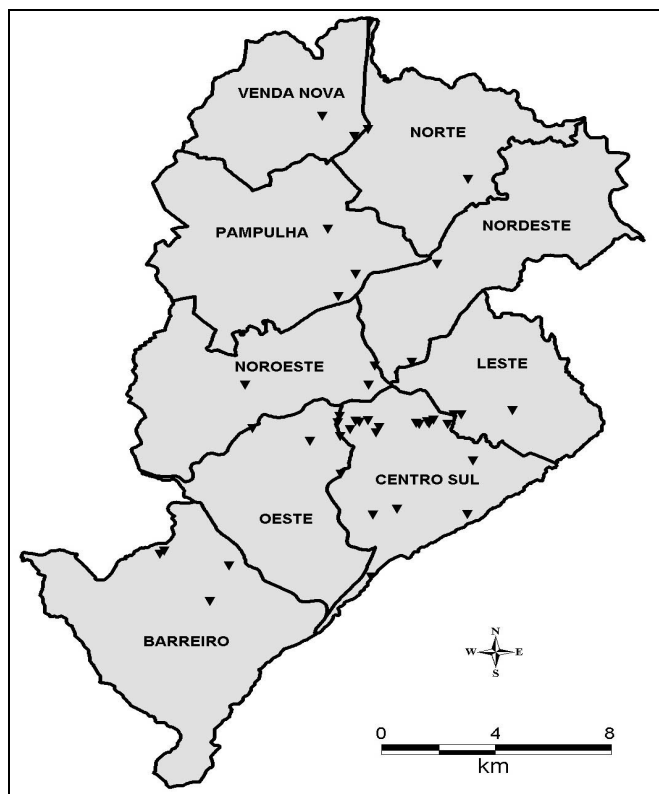 VENDA NOVA
NORTE
NORDESTE
PAMPULHA
NOROESTE
LESTE
CENTRO SUL
OESTE
BARREIRO
N
W E
S
0 4 8
km